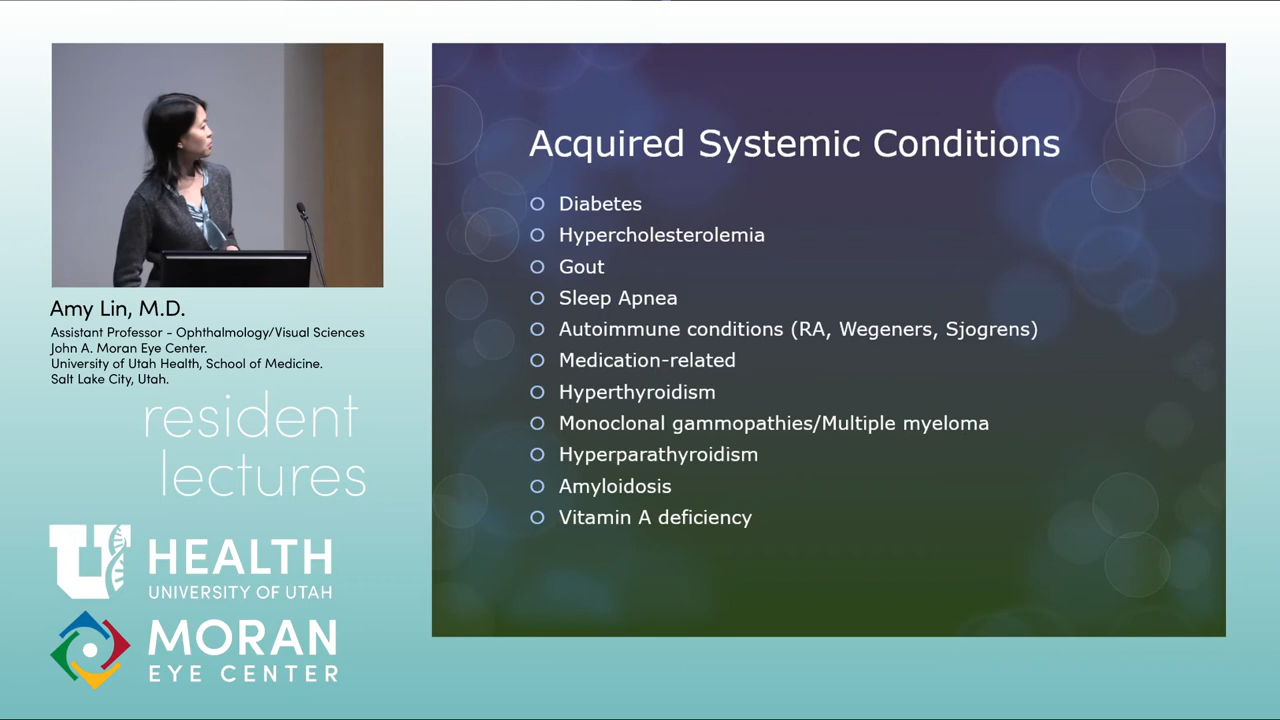 Acquired Systemic Conditions
Diabetes
Hypercholesterolemia
Gout
Sleep Apnea
Autoimmune conditions (RA, Wegeners, Sjogrens)
Medication-related
Hyperthyroidism
Monoclonal gammopathies/Multiple myeloma
Hyperparathyroidism
Amyloidosis
Vitamin A deficiency
Amy Lin, M.D.
Assistant Professor - Ophthalmology/Visual Sciences
John A. Moran Eye Center.
University of Utah Health, School of Medicine.
Salt Lake City, Utah.
resident
lectures
U HEALTH
UNIVERSITY OF UTAH
MORAN
EYE CENTER